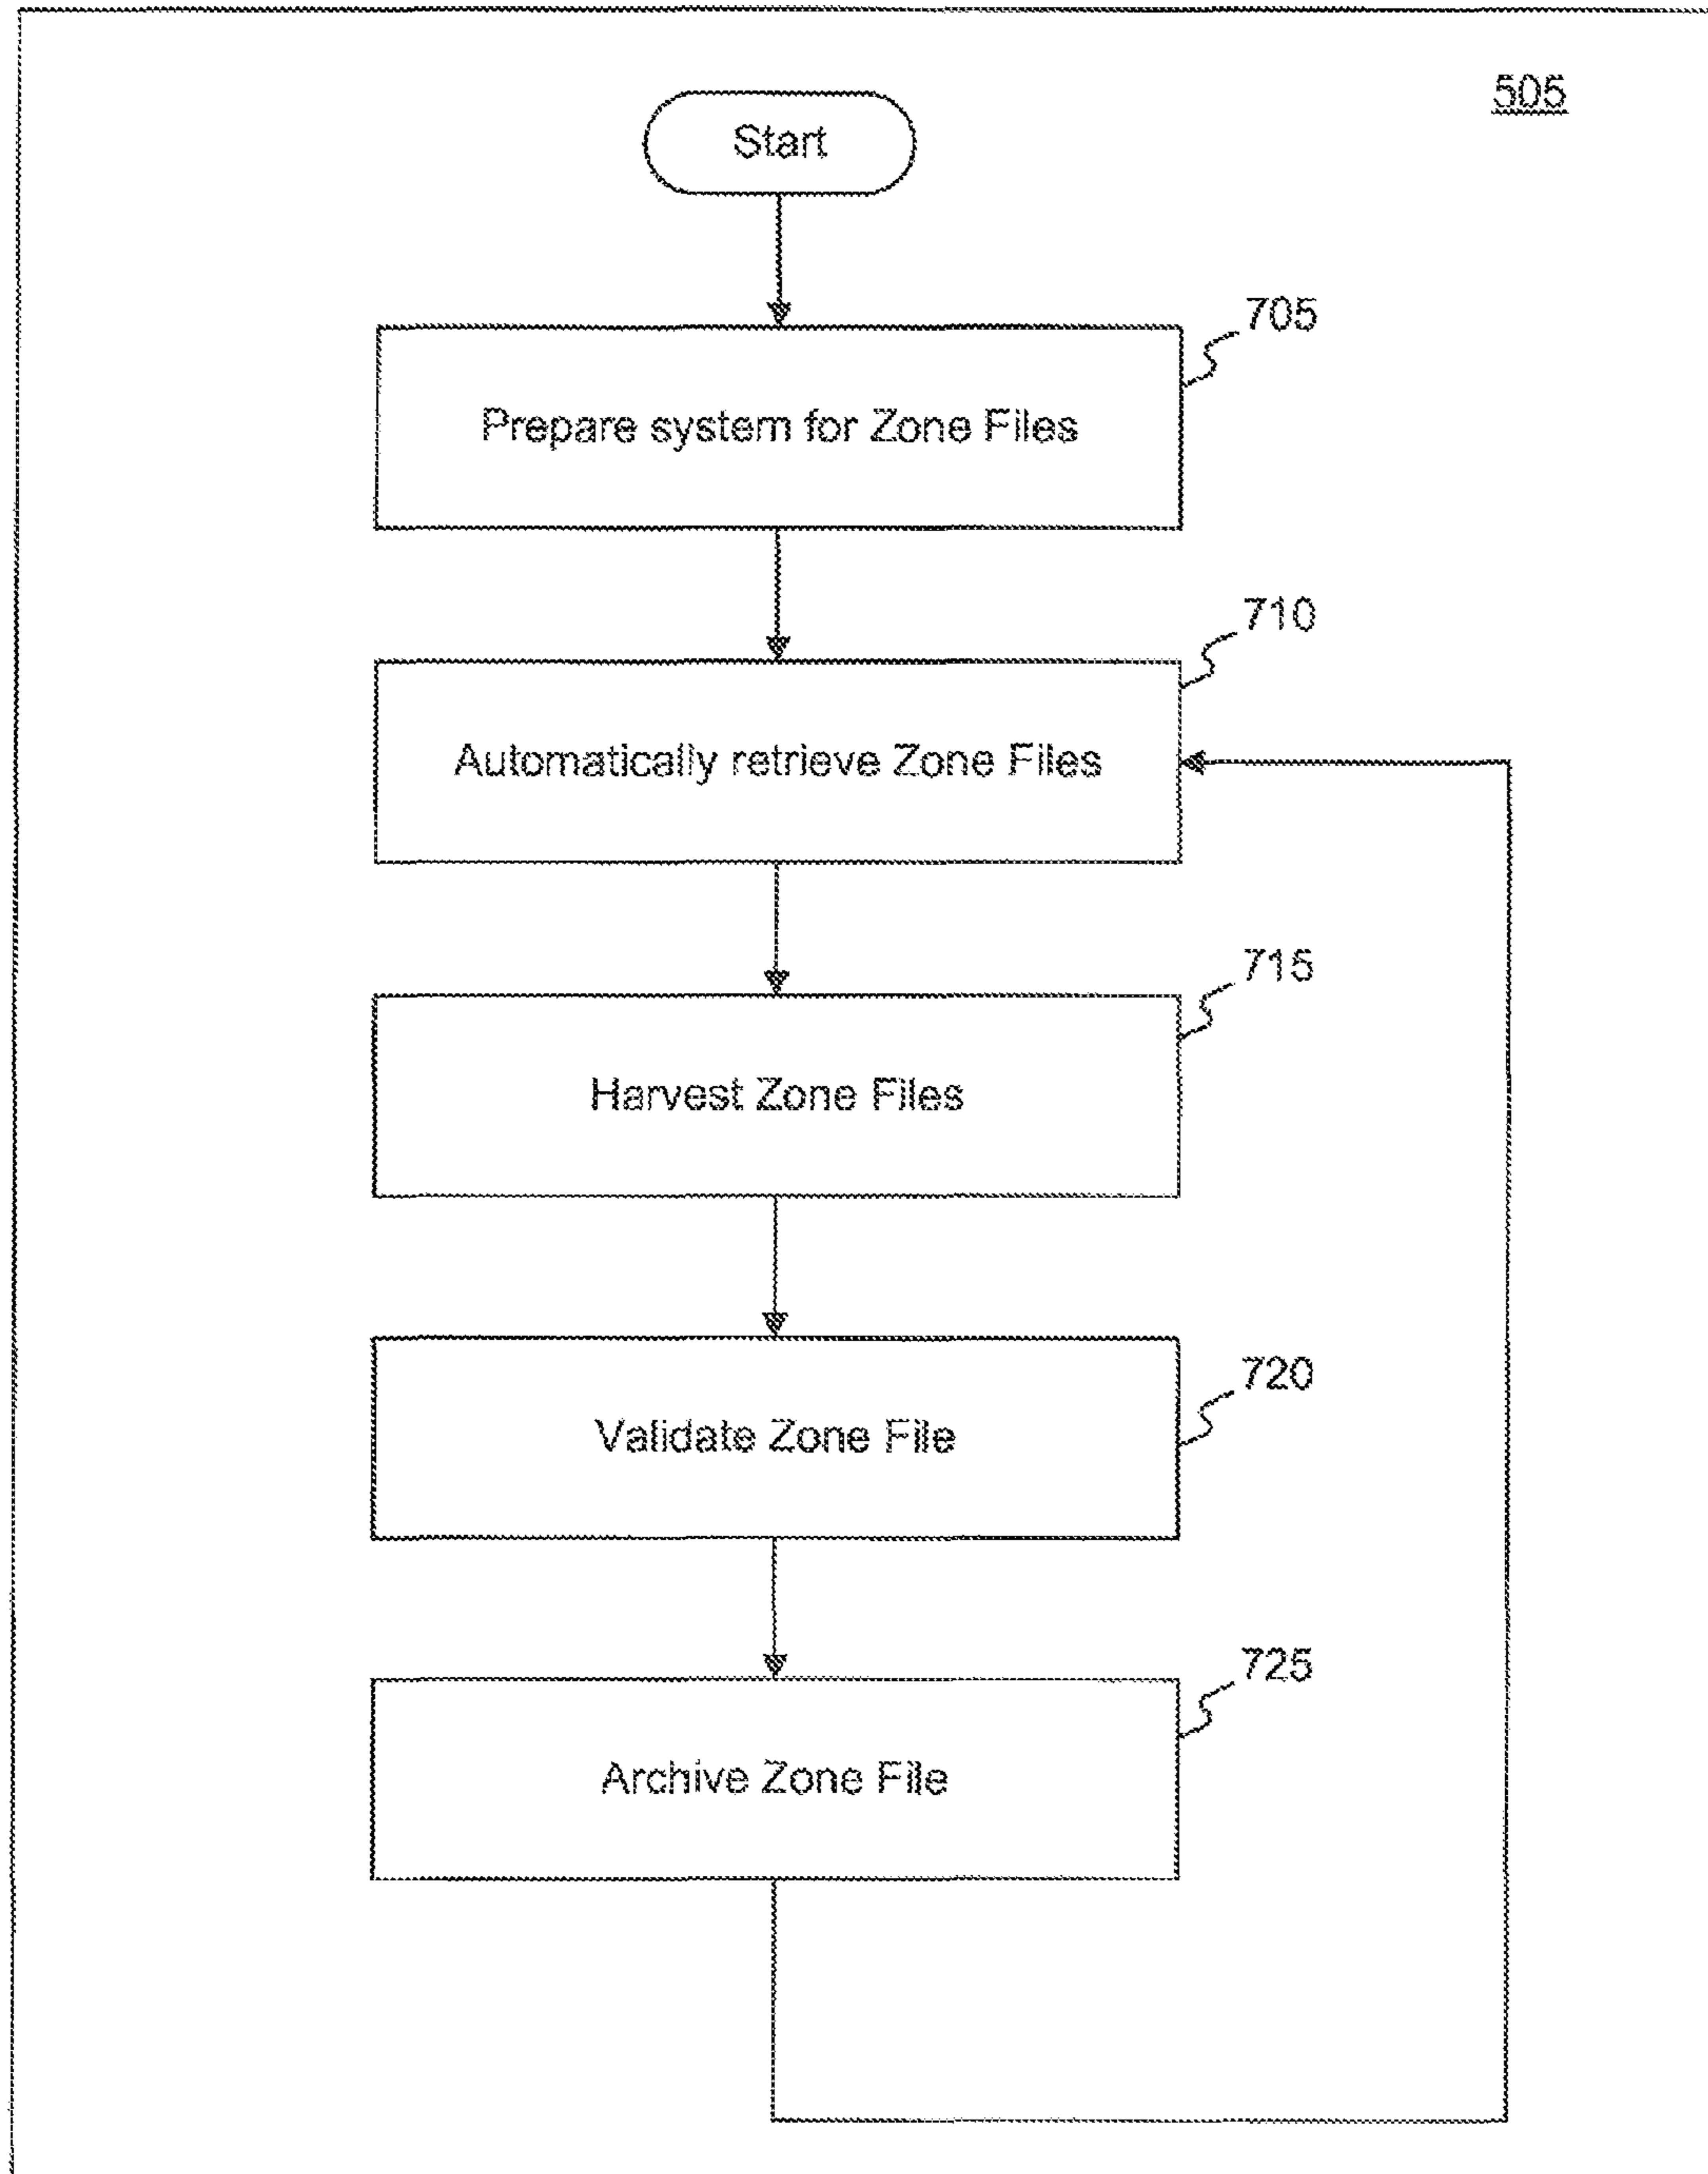 505
Start
705
Prepare system for Zone Files
710
Automatically retrieve Zone Files
715
Harvest Zone Files
720
Validate Zone File
725
Archive Zone File